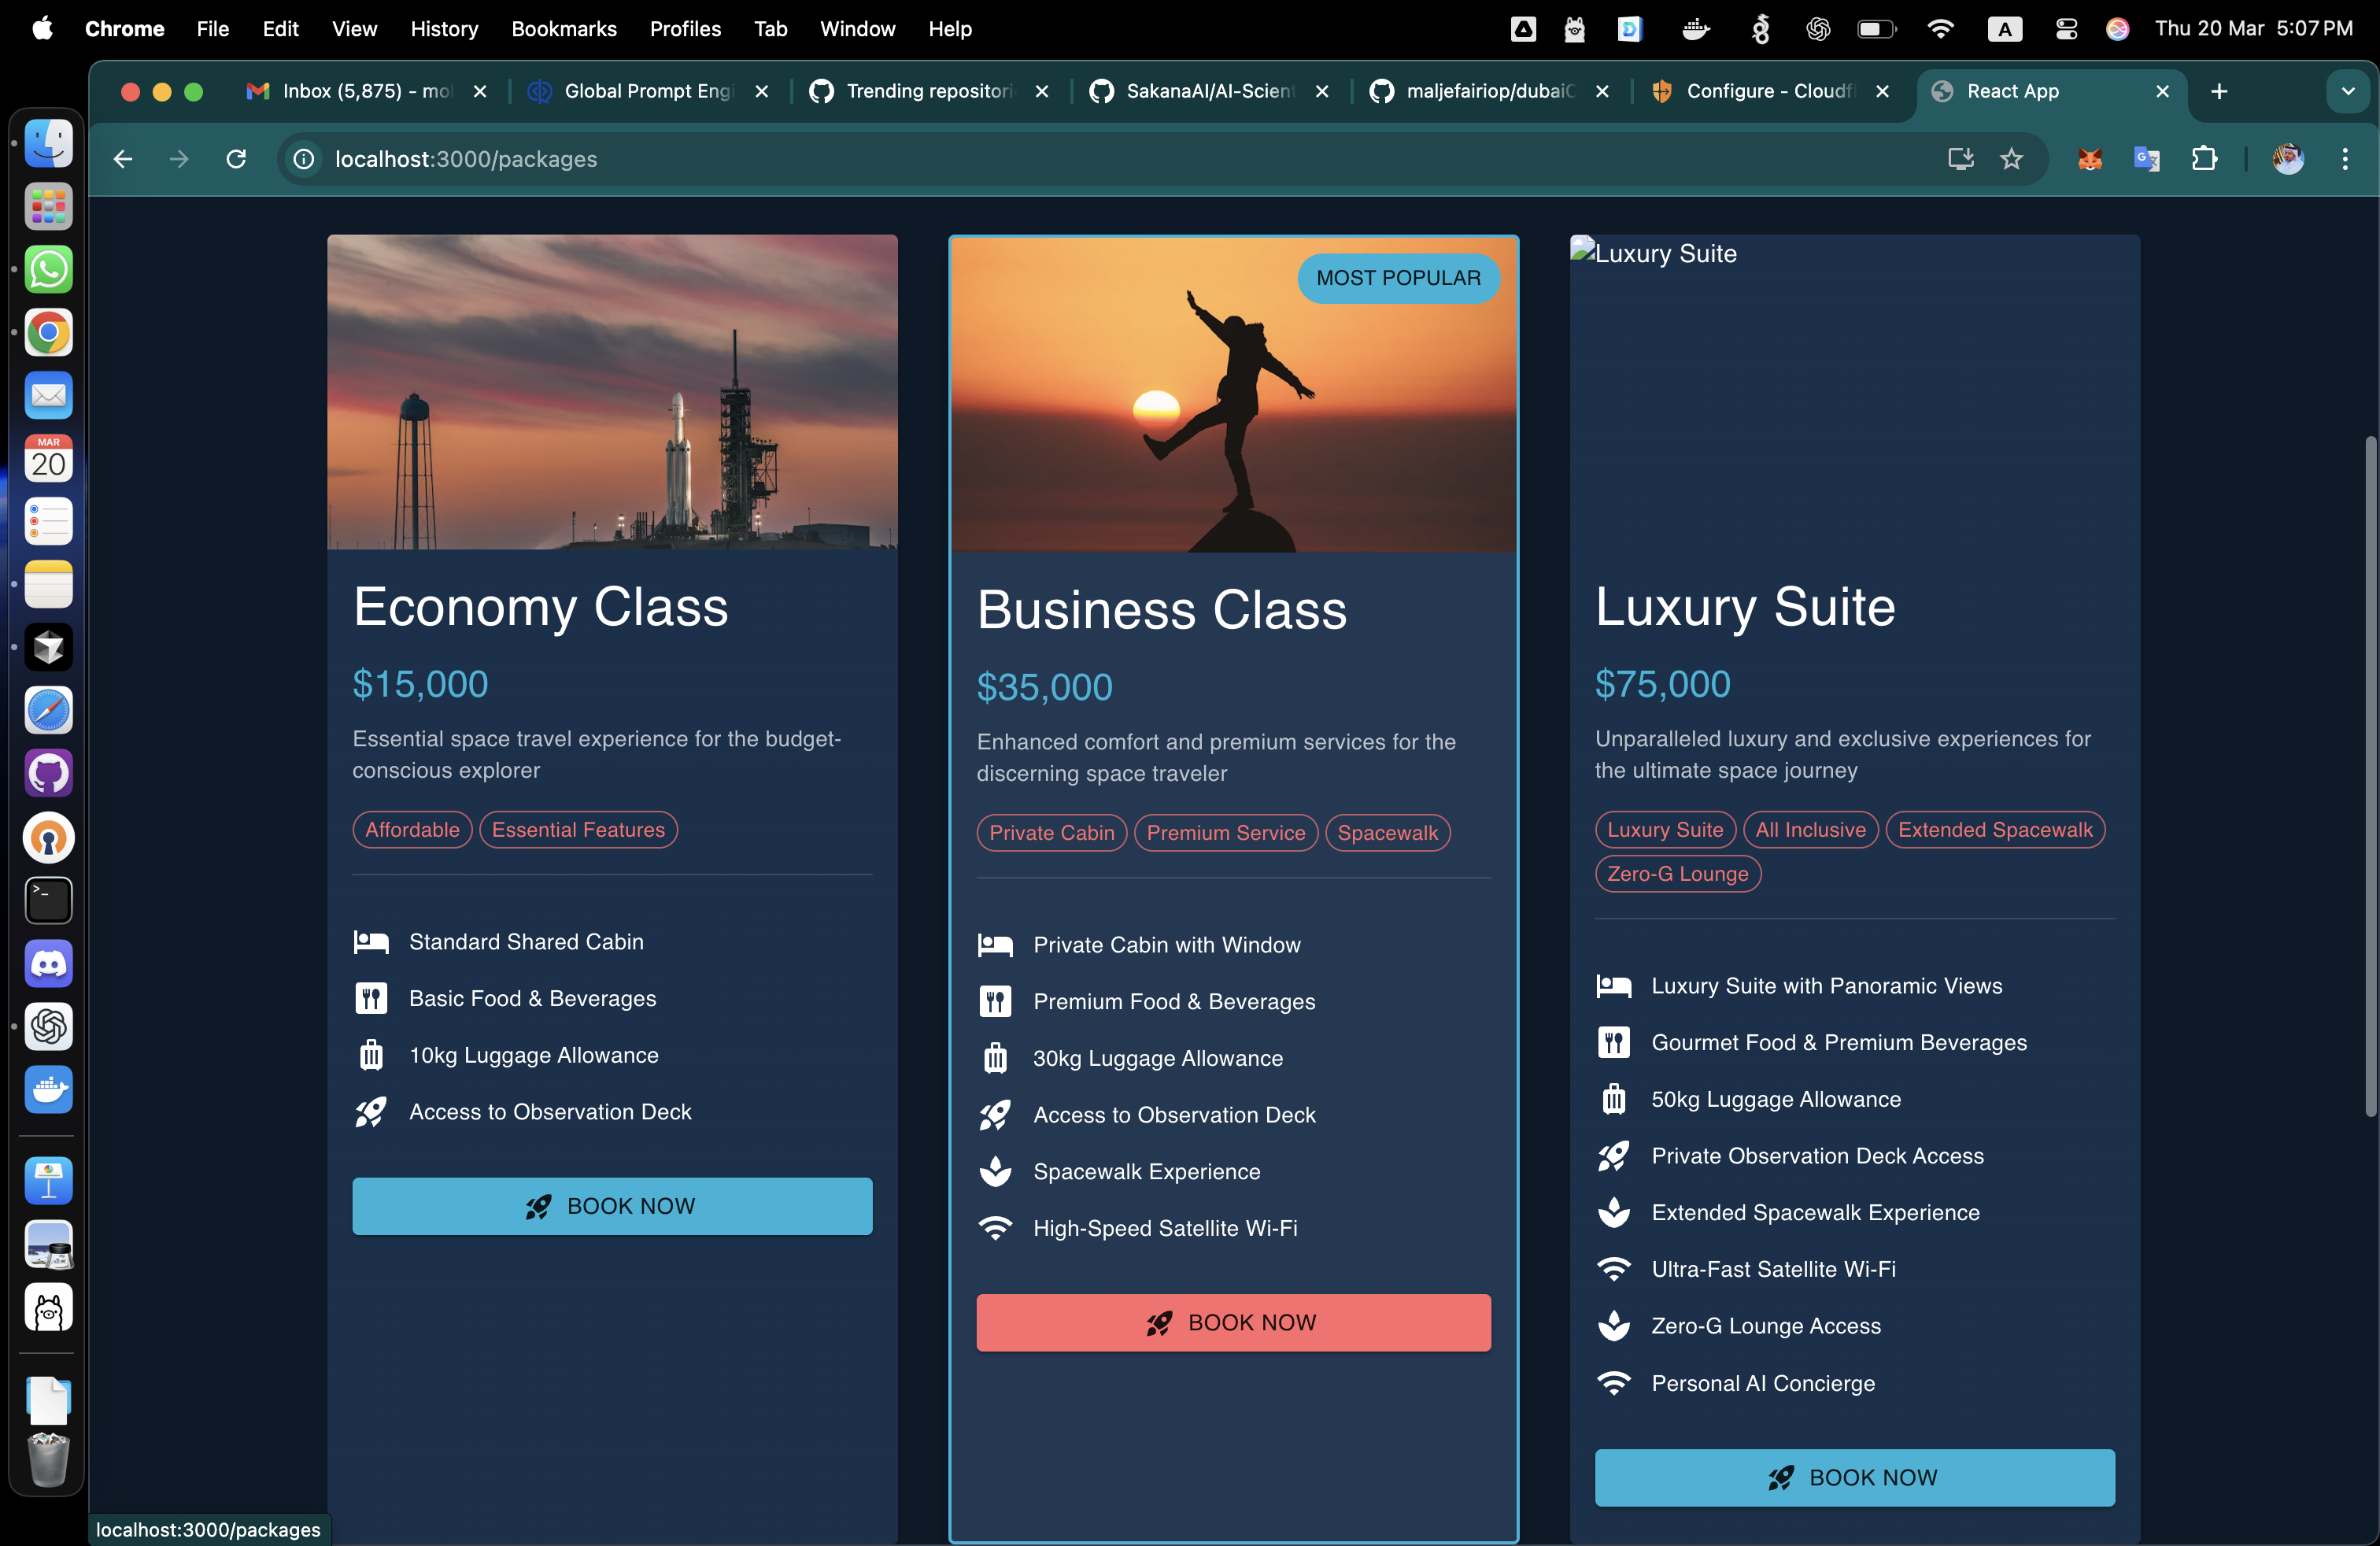 Chrome File Edit View History Bookmarks Profiles Tab Window Help
A
Thu 20 Mar 5:07 PM
Inbox (5,875) - mol
Global Prompt Engi
Trending repositori
SakanaAI/AI-Scient
maljefairiop/dubaiC
Configure - Cloudfl
React App
localhost:3000/packages
MAR
20
Economy Class
$15,000
Essential space travel experience for the budget-
conscious explorer
Affordable
Essential Features
Standard Shared Cabin
Basic Food & Beverages
10kg Luggage Allowance
Access to Observation Deck
BOOK NOW
MOST POPULAR
Business Class
$35,000
Enhanced comfort and premium services for the
discerning space traveler
Private Cabin
Premium Service
Spacewalk
Private Cabin with Window
Premium Food & Beverages
30kg Luggage Allowance
Access to Observation Deck
Spacewalk Experience
High-Speed Satellite Wi-Fi
BOOK NOW
Luxury Suite
Luxury Suite
$75,000
Unparalleled luxury and exclusive experiences for
the ultimate space journey
Luxury Suite
All Inclusive
Extended Spacewalk
Zero-G Lounge
Luxury Suite with Panoramic Views
Gourmet Food & Premium Beverages
50kg Luggage Allowance
Private Observation Deck Access
Extended Spacewalk Experience
Ultra-Fast Satellite Wi-Fi
Zero-G Lounge Access
Personal AI Concierge
BOOK NOW
localhost:3000/packages